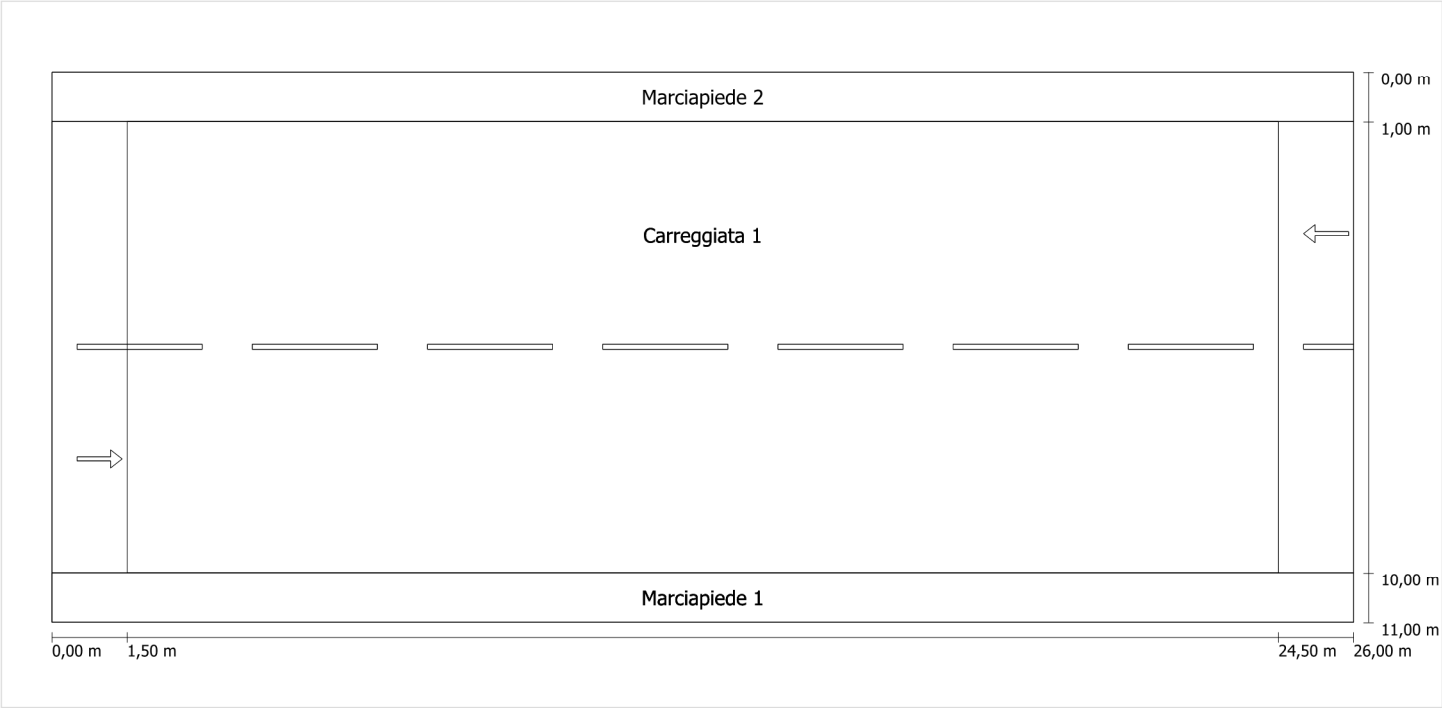 Marciapiede 2
0,00 m
1,00 m
Carreggiata 1
10,00 m
Marciapiede 1
11,00 m
0,00 m 1,50 m 24,50 m 26,00 m